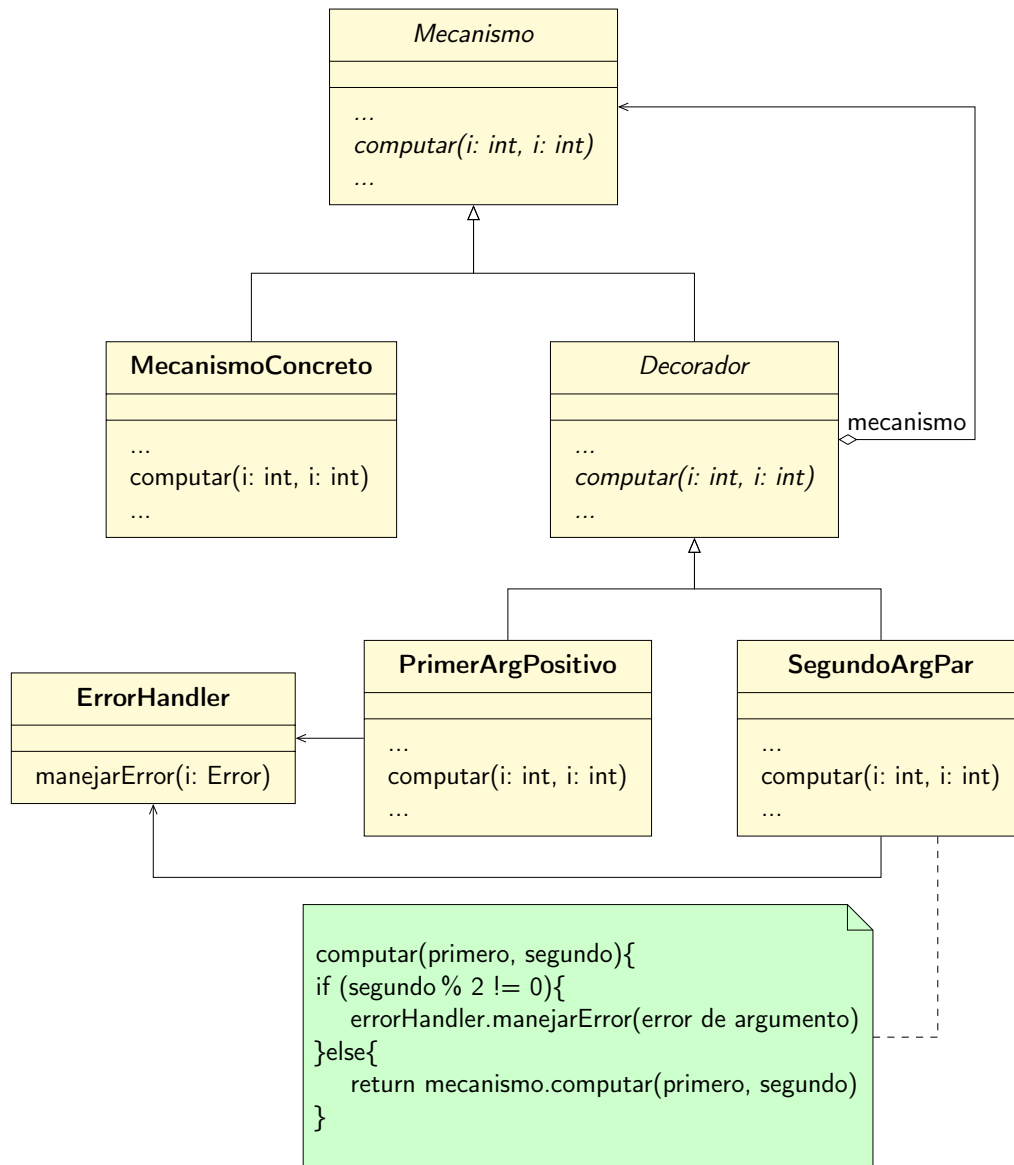 Mecanismo
...
computar(i: int, i: int)
...
MecanismoConcreto
...
computar(i: int, i: int)
...
Decorador
...
computar(i: int, i: int)
...
mecanismo
ErrorHandler
manejarError(i: Error)
PrimerArgPositivo
...
computar(i: int, i: int)
...
SegundoArgPar
...
computar(i: int, i: int)
...
computar(primero, segundo){
if (segundo % 2 != 0){
errorHandler.manejarError(error de argumento)
}else{
return mecanismo.computar(primero, segundo)
}